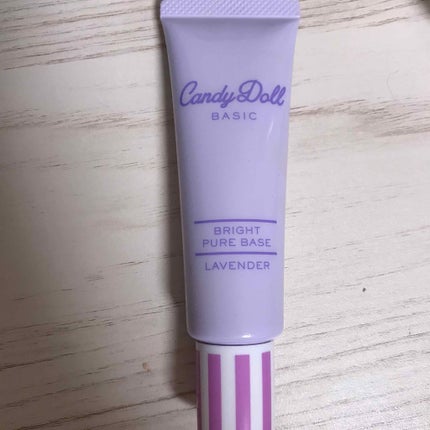 Candy Doll
BASIC
BRIGHT
PURE BASE
LAVENDER